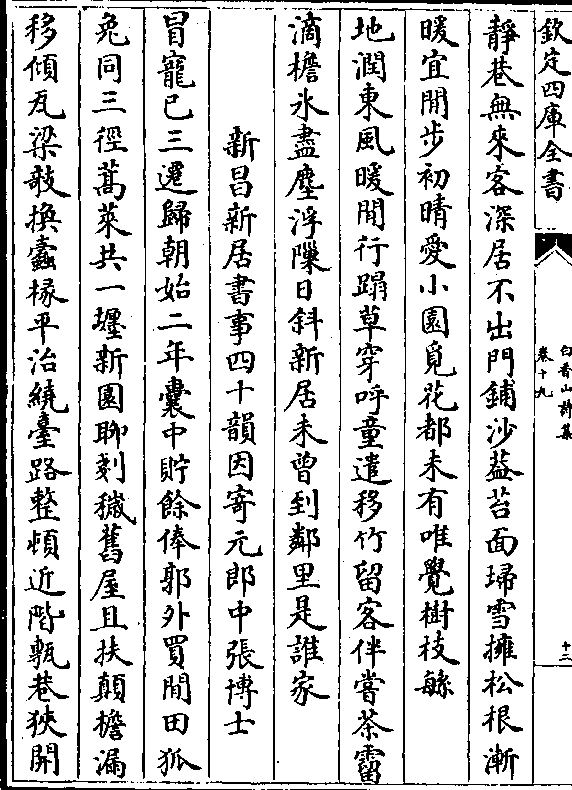 欽定四庫全書
白香山詩集
卷十九
十三
靜巷無來客深居不出門鋪沙葢苔面埽雪擁松根漸
暖宜閒步初晴愛小園覓花都未有唯覺樹枝緐
地潤東風暖閒行蹋草穿呼童遣移竹留客伴嘗茶霤
滴檐氷盡塵浮隟日斜新居未曾到鄰里是誰家
新昌新居書事四十韻因寄元郎中張博士
冒寵已三遷歸朝始二年囊中貯餘俸郭外買閒田狐
兔同三徑蒿萊共一㕓新園聊剗穢舊屋且扶顛檐漏
移傾瓦梁敧換蠹椽平治繞臺路整頓近階甎巷狹開